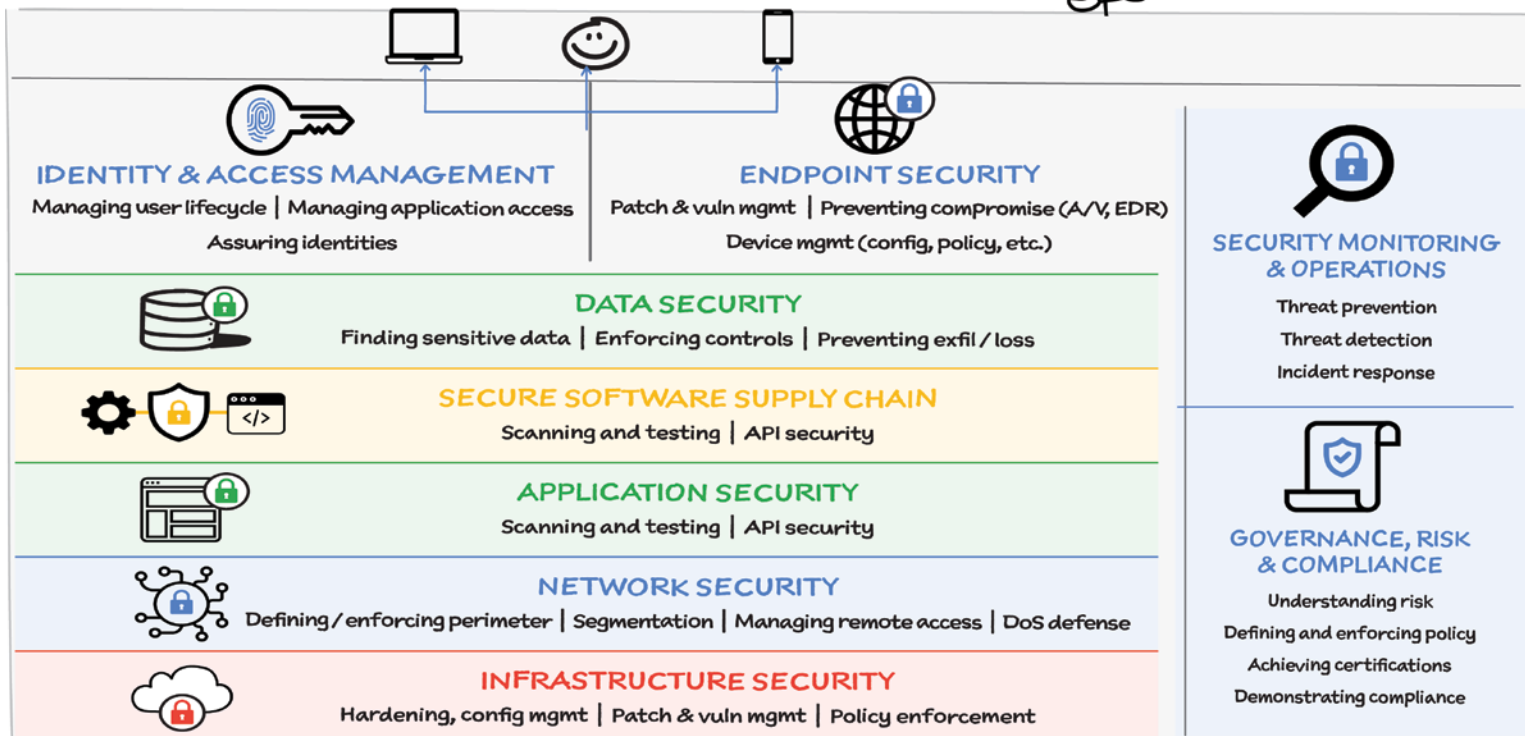 IDENTITY & ACCESS MANAGEMENT
Managing user lifecycle | Managing application access
Assuring identities
ENDPOINT SECURITY
Patch & vuln mgmt | Preventing compromise (A/V, EDR)
Device mgmt (config, policy, etc.)
DATA SECURITY
Finding sensitive data | Enforcing controls | Preventing exfil / loss
SECURE SOFTWARE SUPPLY CHAIN
</>
Scanning and testing | API security
APPLICATION SECURITY
Scanning and testing | API security
NETWORK SECURITY
Defining / enforcing perimeter | Segmentation | Managing remote access | DoS defense
INFRASTRUCTURE SECURITY
Hardening, config mgmt | Patch & vuln mgmt | Policy enforcement
SECURITY MONITORING
& OPERATIONS
Threat prevention
Threat detection
Incident response
GOVERNANCE, RISK
& COMPLIANCE
Understanding risk
Defining and enforcing policy
Achieving certifications
Demonstrating compliance